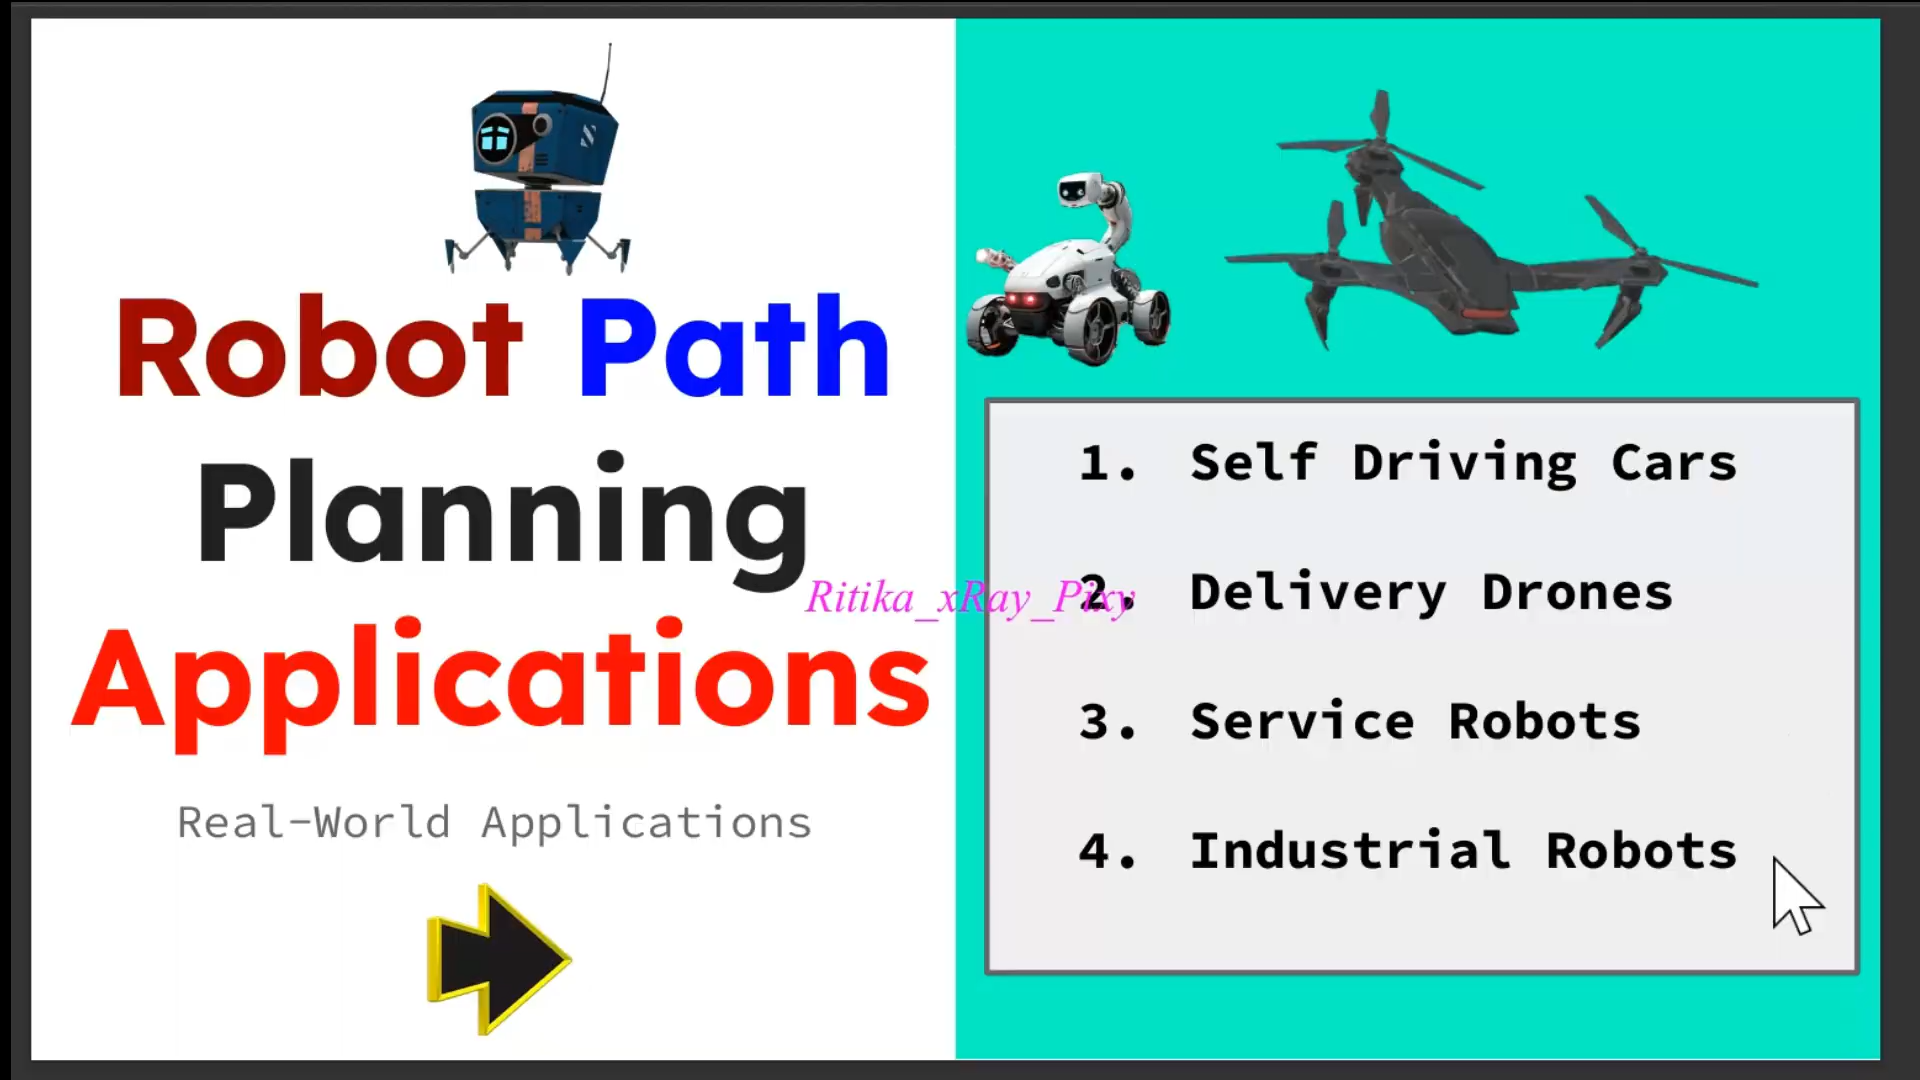 Robot Path
Planning
Applications
Real-World Applications
Ritika_xRay_Pixy
1. Self Driving Cars
2. Delivery Drones
3. Service Robots
4. Industrial Robots